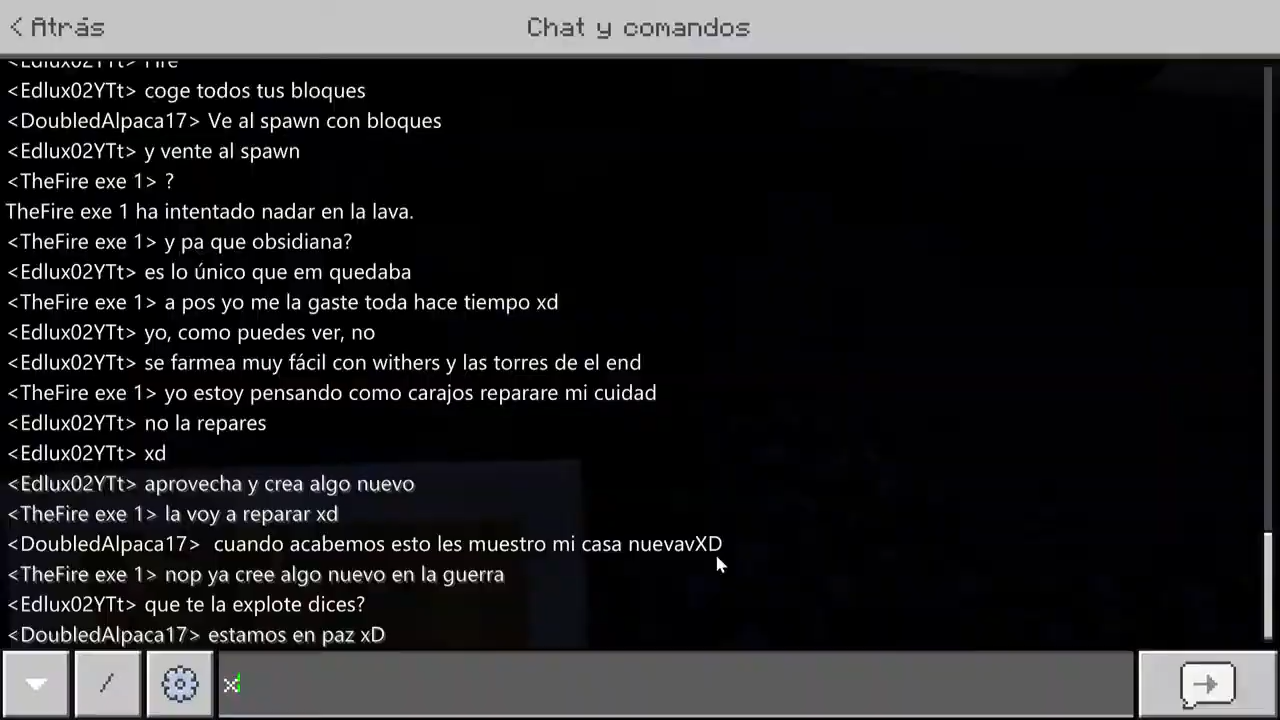 < Atrás
Chat y comandos
<Edlux02YTt> Fire
<Edlux02YTt> coge todos tus bloques
<DoubledAlpaca17> Ve al spawn con bloques
<Edlux02YTt> y vente al spawn
<TheFire exe 1> ?
TheFire exe 1 ha intentado nadar en la lava.
<TheFire exe 1> y pa que obsidiana?
<Edlux02YTt> es lo único que em quedaba
<TheFire exe 1> a pos yo me la gaste toda hace tiempo xd
<Edlux02YTt> yo, como puedes ver, no
<Edlux02YTt> se farmea muy fácil con withers y las torres de el end
<TheFire exe 1> yo estoy pensando como carajos reparare mi cuidad
<Edlux02YTt> no la repares
<Edlux02YTt> xd
<Edlux02YTt> aprovecha y crea algo nuevo
<TheFire exe 1> la voy a reparar xd
<DoubledAlpaca17> cuando acabemos esto les muestro mi casa nuevavXD
<TheFire exe 1> nop ya cree algo nuevo en la guerra
<Edlux02YTt> que te la explote dices?
<DoubledAlpaca17> estamos en paz xD
/
x